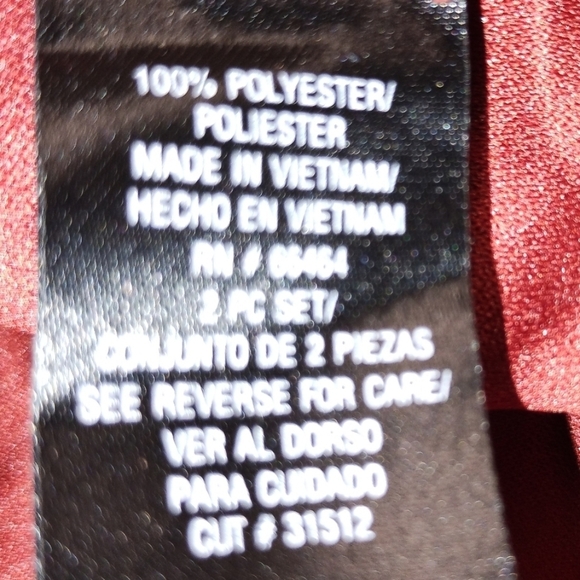 100% POLYESTER/
POLIESTER
MADE IN VIETNAM/
HECHO EN VIETNAM
RN #
2 PC SET/
CONJUNTO DE 2 PIEZAS
SEE REVERSE FOR CARE/
VER AL DORSO
PARA CUIDADO
CUT # 31512